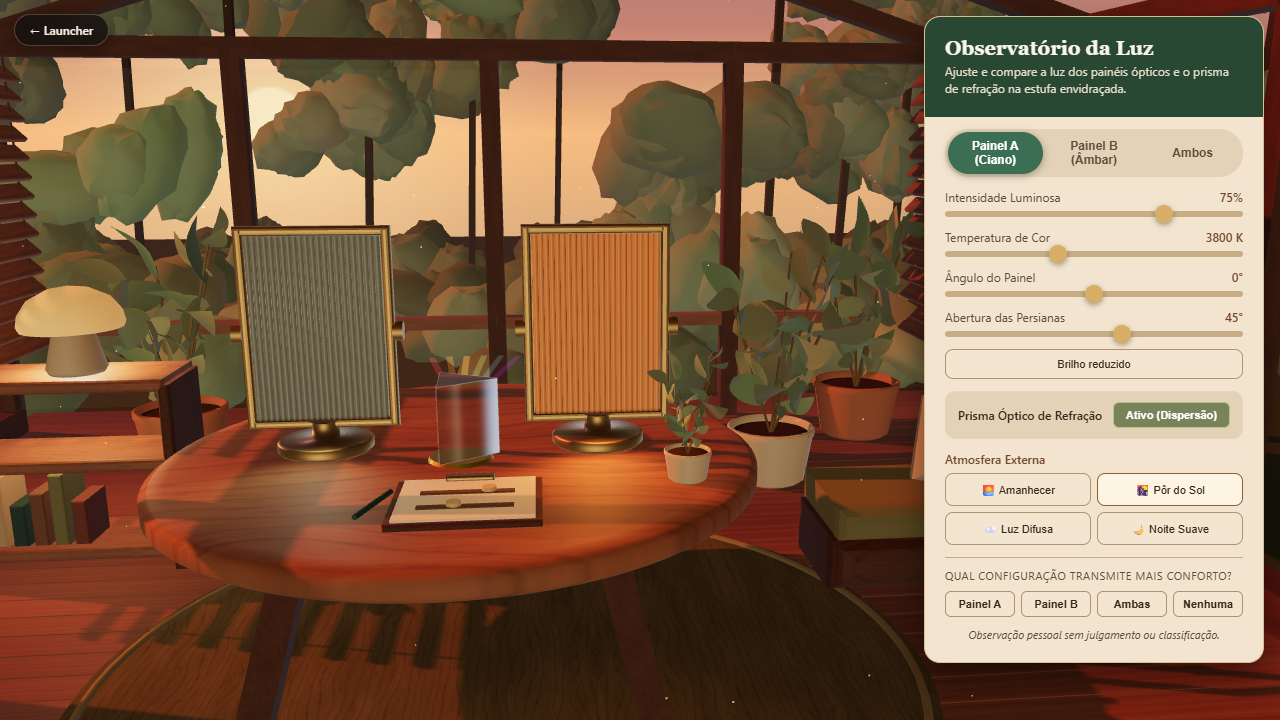 ← Launcher
Observatório da Luz
Ajuste e compare a luz dos painéis ópticos e o prisma
de refração na estufa envidraçada.
Painel A
(Ciano)
Painel B
(Âmbar)
Ambos
Intensidade Luminosa 75%
Temperatura de Cor 3800 K
Ângulo do Painel 0°
Abertura das Persianas 45°
Brilho reduzido
Prisma Óptico de Refração Ativo (Dispersão)
Atmosfera Externa
Amanhecer Pôr do Sol
Luz Difusa Noite Suave
QUAL CONFIGURAÇÃO TRANSMITE MAIS CONFORTO?
Painel A Painel B Ambas Nenhuma
Observação pessoal sem julgamento ou classificação.